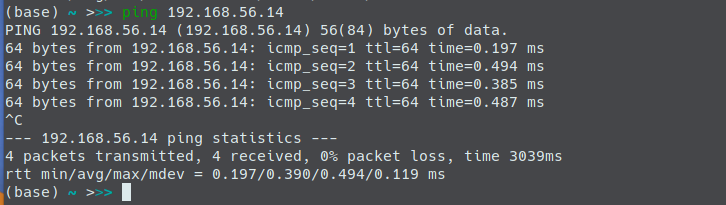 (base) ~ >>> ping 192.168.56.14
PING 192.168.56.14 (192.168.56.14) 56(84) bytes of data.
64 bytes from 192.168.56.14: icmp_seq=1 ttl=64 time=0.197 ms
64 bytes from 192.168.56.14: icmp_seq=2 ttl=64 time=0.494 ms
64 bytes from 192.168.56.14: icmp_seq=3 ttl=64 time=0.385 ms
64 bytes from 192.168.56.14: icmp_seq=4 ttl=64 time=0.487 ms
^C
--- 192.168.56.14 ping statistics ---
4 packets transmitted, 4 received, 0% packet loss, time 3039ms
rtt min/avg/max/mdev = 0.197/0.390/0.494/0.119 ms
(base) ~ >>>